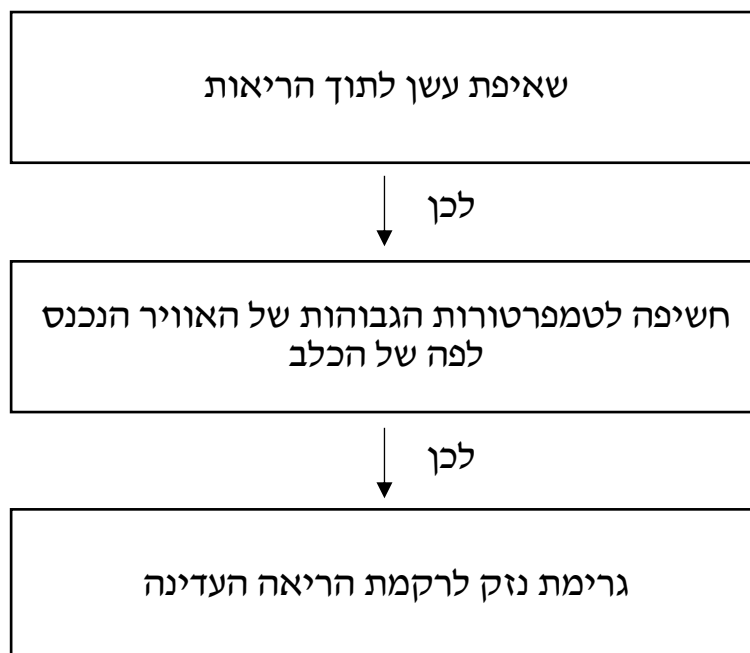 שאיפת עשן לתוך הריאות
לכן
חשיפה לטמפרטורות הגבוהות של האוויר הנכנס
לפה של הכלב
לכן
גרימת נזק לרקמת הריאה העדינה